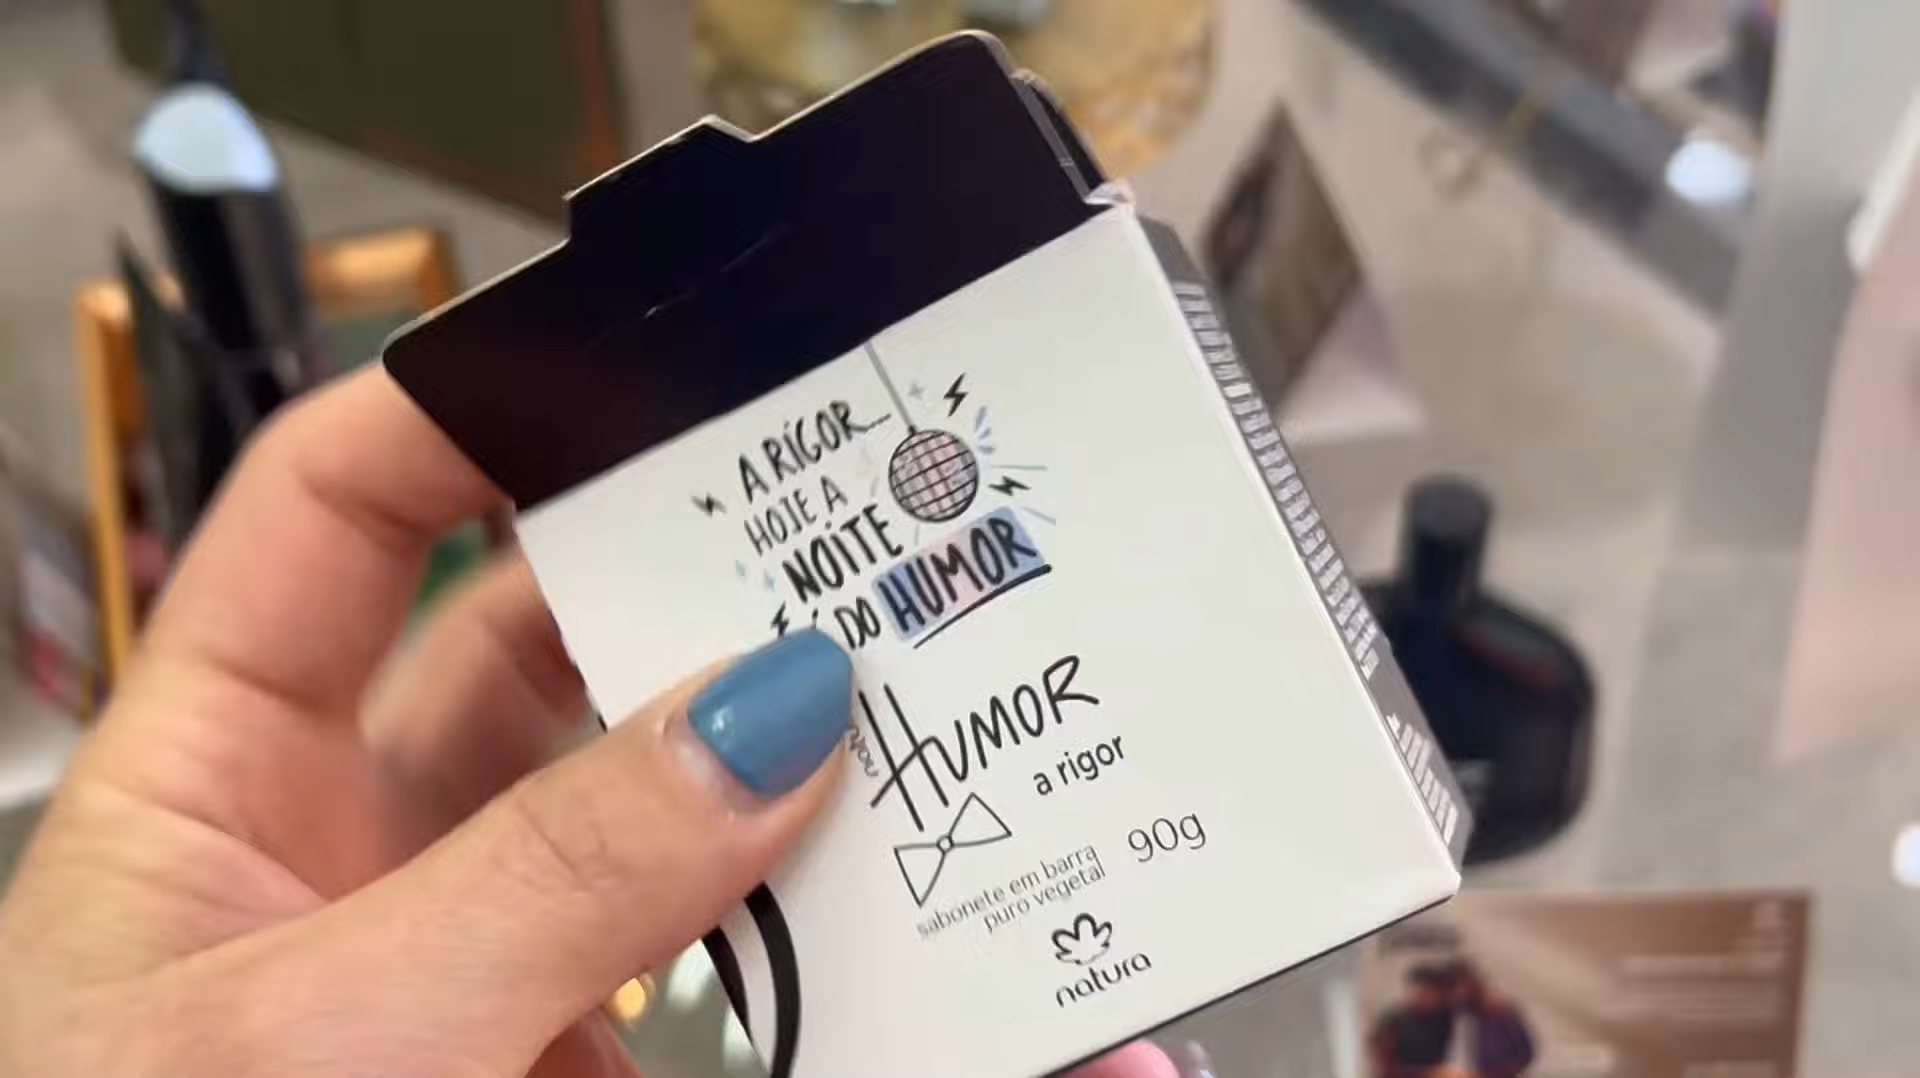 A RIGOR...
HOJE A
NOITE
É DO HUMOR
HUMOR
a rigor
sabonete em barra
puro vegetal
90g
natura